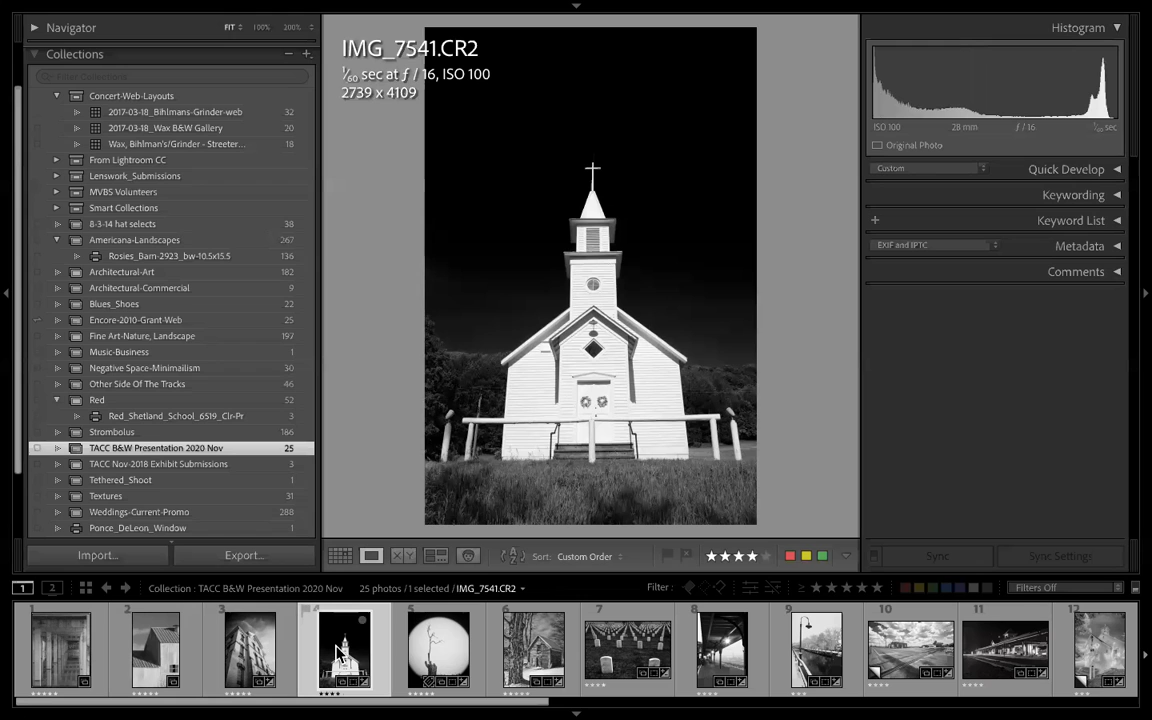 Navigator
FIT
100%
200%
Histogram
Collections
Filter Collections
IMG_7541.CR2
1/60 sec at ƒ / 16, ISO 100
2739 x 4109
Concert-Web-Layouts
2017-03-18_Bihlmans-Grinder-web 32
2017-03-18_Wax B&W Gallery 20
Wax, Bihlman's/Grinder - Streeter... 18
From Lightroom CC
Lenswork_Submissions
MVBS Volunteers
Smart Collections
8-3-14 hat selects 38
Americana-Landscapes 267
Rosies_Barn-2923_bw-10.5x15.5 136
Architectural-Art 182
Architectural-Commercial 9
Blues_Shoes 22
Encore-2010-Grant-Web 25
Fine Art-Nature, Landscape 197
Music-Business 1
Negative Space-Minimailism 30
Other Side Of The Tracks 46
Red 52
Red_Shetland_School_6519_Clr-Pr 3
Strombolus 186
TACC B&W Presentation 2020 Nov 25
TACC Nov-2018 Exhibit Submissions 3
Tethered_Shoot 1
Textures 31
Weddings-Current-Promo 288
Ponce_DeLeon_Window 1
ISO 100 28 mm ƒ / 16 1/60 sec
Original Photo
Custom Quick Develop
Keywording
Keyword List
EXIF and IPTC Metadata
Comments
Import... Export...
X Y
Sort: Custom Order
Sync Sync Settings
1 2 Collection : TACC B&W Presentation 2020 Nov 25 photos / 1 selected / IMG_7541.CR2
Filter :
Filters Off
1 2 3 4 5 6 7 8 9 10 11 12